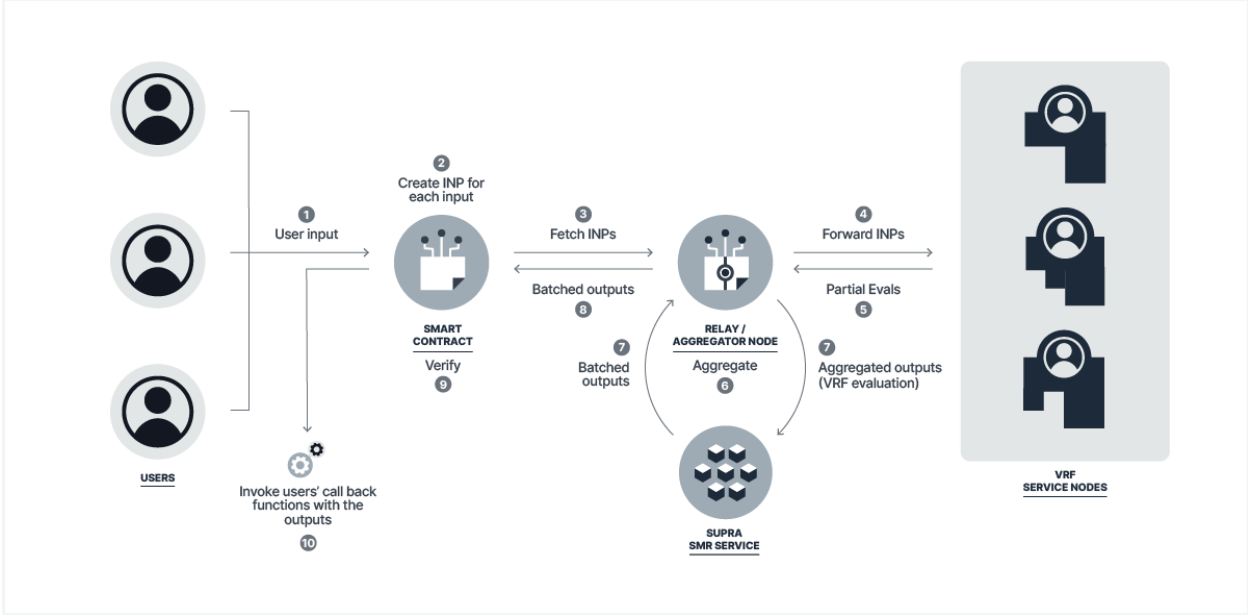 2
Create INP for
each input
1
User input
3
Fetch INPs
4
Forward INPs
Batched outputs
8
Partial Evals
5
SMART
CONTRACT
Verify
9
RELAY /
AGGREGATOR NODE
Aggregate
6
7
Batched
outputs
7
Aggregated outputs
(VRF evaluation)
USERS
Invoke users' call back
functions with the
outputs
10
SUPRA
SMR SERVICE
VRF
SERVICE NODES